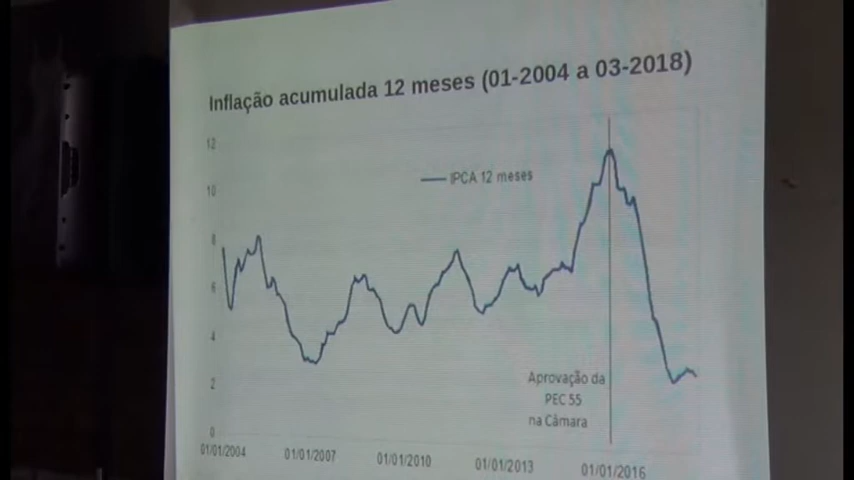 Inflação acumulada 12 meses (01-2004 a 03-2018)
12
IPCA 12 meses
10
8
6
4
Aprovação da
2
PEC 55
na Câmara
0
01/01/2004
01/01/2007
01/01/2010
01/01/2013
01/01/2016